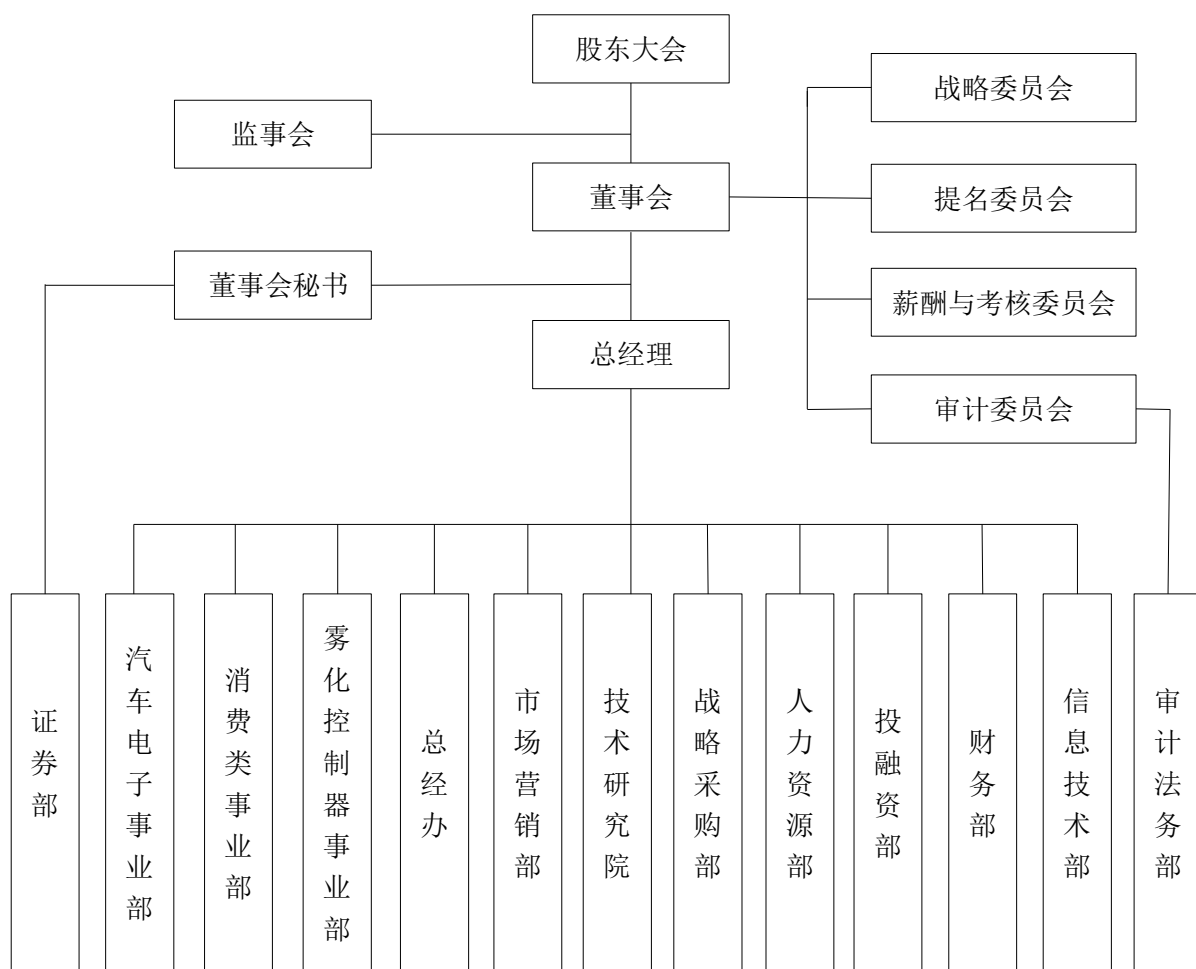 股东大会
战略委员会
监事会
董事会
提名委员会
董事会秘书
薪酬与考核委员会
总经理
审计委员会
证券部
汽车电子事业部
消费类事业部
雾化控制器事业部
总经办
市场营销部
技术研究院
战略采购部
人力资源部
投融资部
财务部
信息技术部
审计法务部